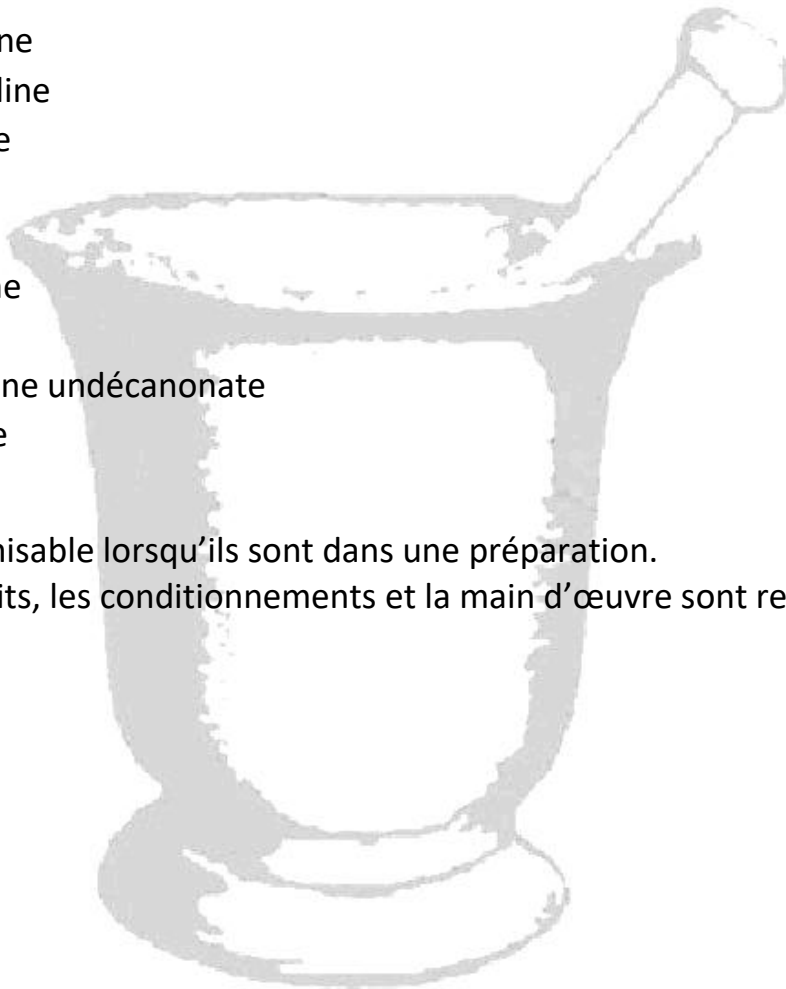 ne
line
e
ne
ne undécanonate
e
nisable lorsqu’ils sont dans une préparation.
its, les conditionnements et la main d’œuvre sont re